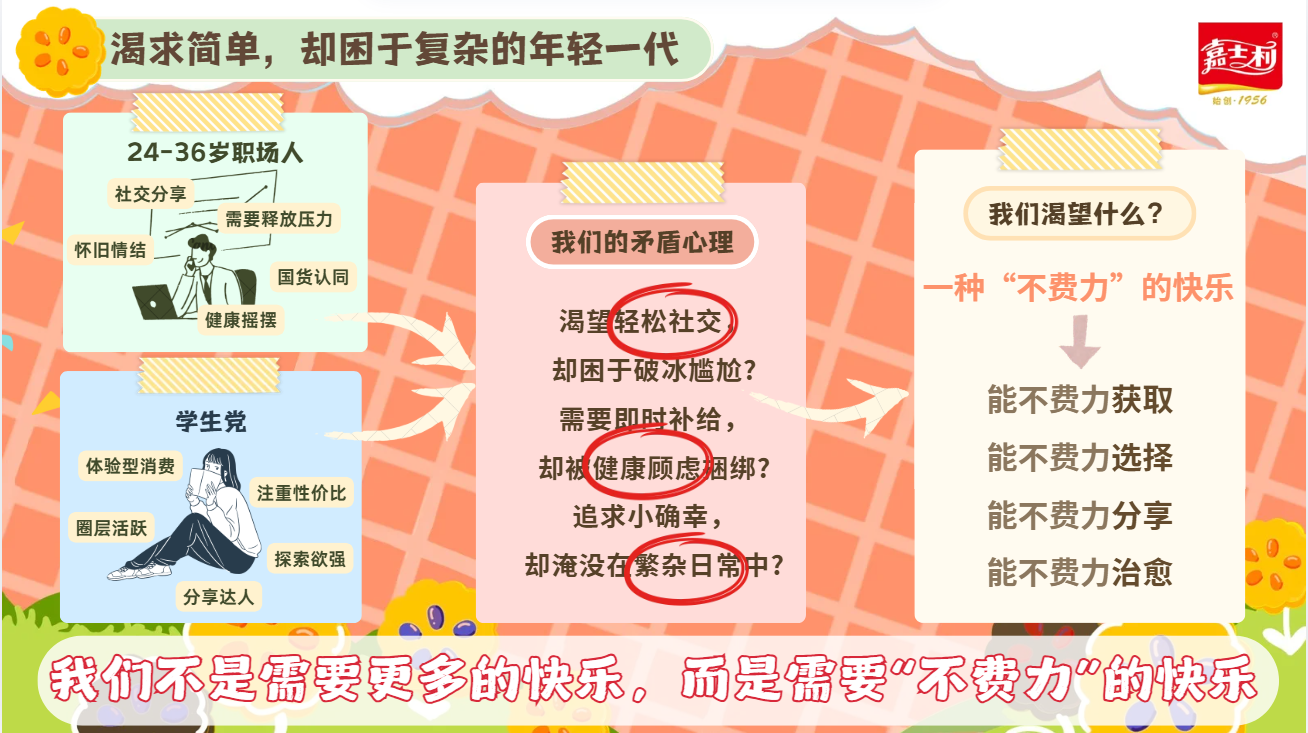 渴求简单，却困于复杂的年轻一代
嘉士利
®
始创·1956
24-36岁职场人
社交分享
需要释放压力
怀旧情结
国货认同
健康摇摆
学生党
体验型消费
注重性价比
圈层活跃
探索欲强
分享达人
我们的矛盾心理
渴望轻松社交，
却困于破冰尴尬？
需要即时补给，
却被健康顾虑捆绑？
追求小确幸，
却淹没在繁杂日常中？
我们渴望什么？
一种“不费力”的快乐
能不费力获取
能不费力选择
能不费力分享
能不费力治愈
我们不是需要更多的快乐，而是需要“不费力”的快乐